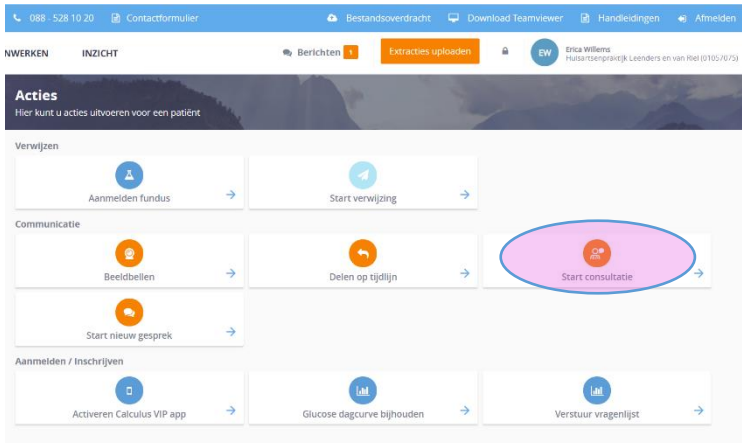 088 - 528 10 20 Contactformulier Bestandsoverdracht Download Teamviewer Handleidingen Afmelden
NWERKEN INZICHT Berichten 1 Extracties uploaden EW Erica Willems
Huisartsenpraktijk Leenders en van Riel (01057075)
Acties
Hier kunt u acties uitvoeren voor een patiënt
Verwijzen
Aanmelden fundus Start verwijzing
Communicatie
Beeldbellen Delen op tijdlijn Start consultatie
Start nieuw gesprek
Aanmelden / Inschrijven
Activeren Calculus VIP app Glucose dagcurve bijhouden Verstuur vragenlijst